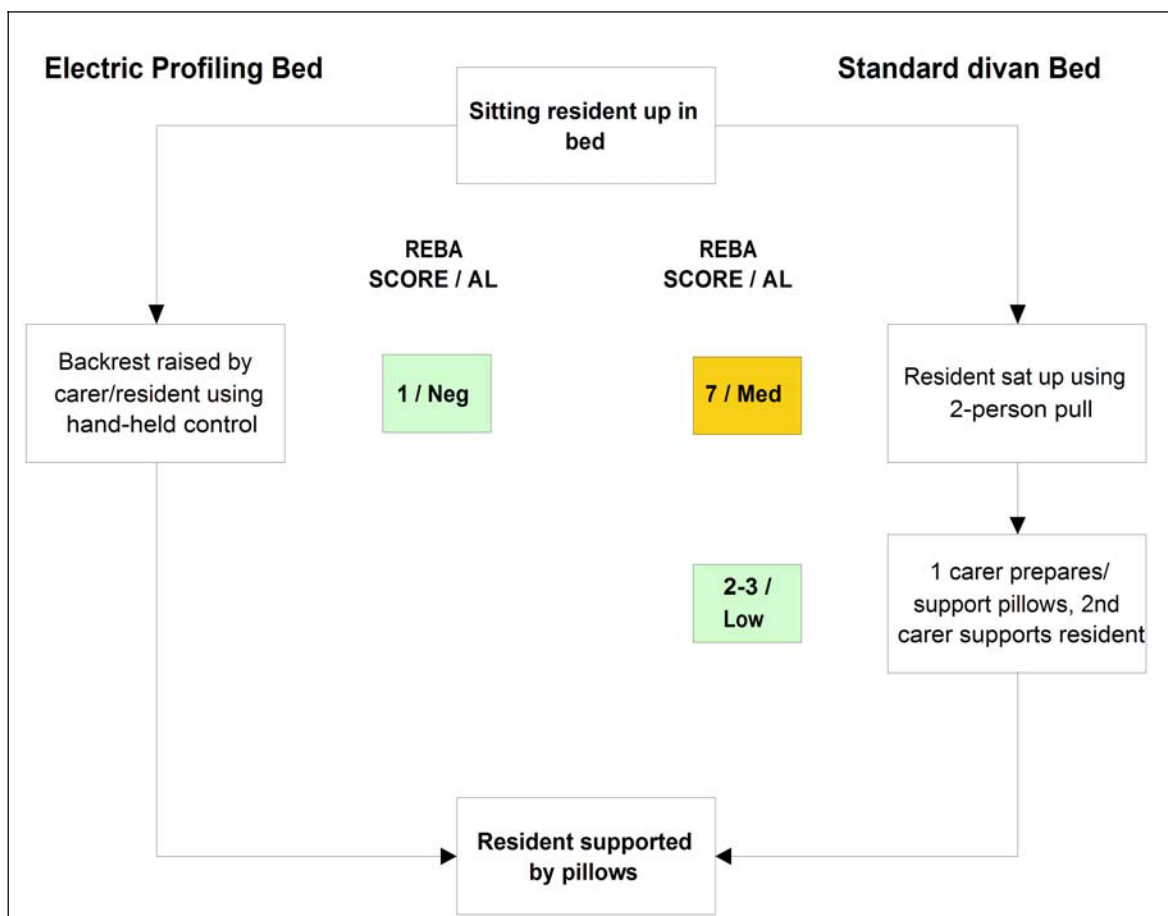 Electric Profiling Bed
Standard divan Bed
Sitting resident up in
bed
REBA
SCORE / AL
REBA
SCORE / AL
Backrest raised by
carer/resident using
hand-held control
1 / Neg
7 / Med
Resident sat up using
2-person pull
2-3 /
Low
1 carer prepares/
support pillows, 2nd
carer supports resident
Resident supported
by pillows